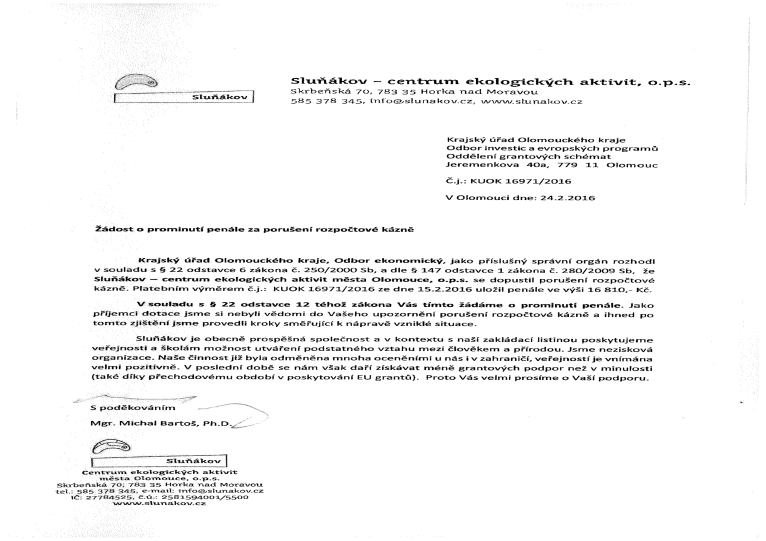 Sluňákov
Sluňákov – centrum ekologických aktivit, o.p.s.
Skrbeňská 70, 783 35 Horka nad Moravou
585 378 345, info@slunakov.cz, www.slunakov.cz
Krajský úřad Olomouckého kraje
Odbor investic a evropských programů
Oddělení grantových schémat
Jeremenkova 40a, 779 11 Olomouc
Č.j.: KUOK 16971/2016
V Olomouci dne: 24.2.2016
Žádost o prominutí penále za porušení rozpočtové kázně
Krajský úřad Olomouckého kraje, Odbor ekonomický, jako příslušný správní orgán rozhodl
v souladu s § 22 odstavce 6 zákona č. 250/2000 Sb, a dle § 147 odstavce 1 zákona č. 280/2009 Sb, že
Sluňákov – centrum ekologických aktivit města Olomouce, o.p.s. se dopustil porušení rozpočtové
kázně. Platebním výměrem č.j.: KUOK 16971/2016 ze dne 15.2.2016 uložil penále ve výši 16 810,- Kč.
V souladu s § 22 odstavce 12 téhož zákona Vás tímto žádáme o prominutí penále. Jako
příjemci dotace jsme si nebyli vědomi do Vašeho upozornění porušení rozpočtové kázně a ihned po
tomto zjištění jsme provedli kroky směřující k nápravě vzniklé situace.
Sluňákov je obecně prospěšná společnost a v kontextu s naší zakládací listinou poskytujeme
veřejnosti a školám možnost utváření podstatného vztahu mezi člověkem a přírodou. Jsme nezisková
organizace. Naše činnost již byla odměněna mnoha oceněními u nás i v zahraničí, veřejností je vnímána
velmi pozitivně. V poslední době se nám však daří získávat méně grantových podpor než v minulosti
(také díky přechodovému období v poskytování EU grantů). Proto Vás velmi prosíme o Vaši podporu.
S poděkováním
Mgr. Michal Bartoš, Ph.D.
Sluňákov
Centrum ekologických aktivit
města Olomouce, o.p.s.
Skrbeňská 70, 783 35 Horka nad Moravou
tel.: 585 378 345, e-mail: info@slunakov.cz
IČ: 27784525, č.ú.: 2581594001/5500
www.slunakov.cz